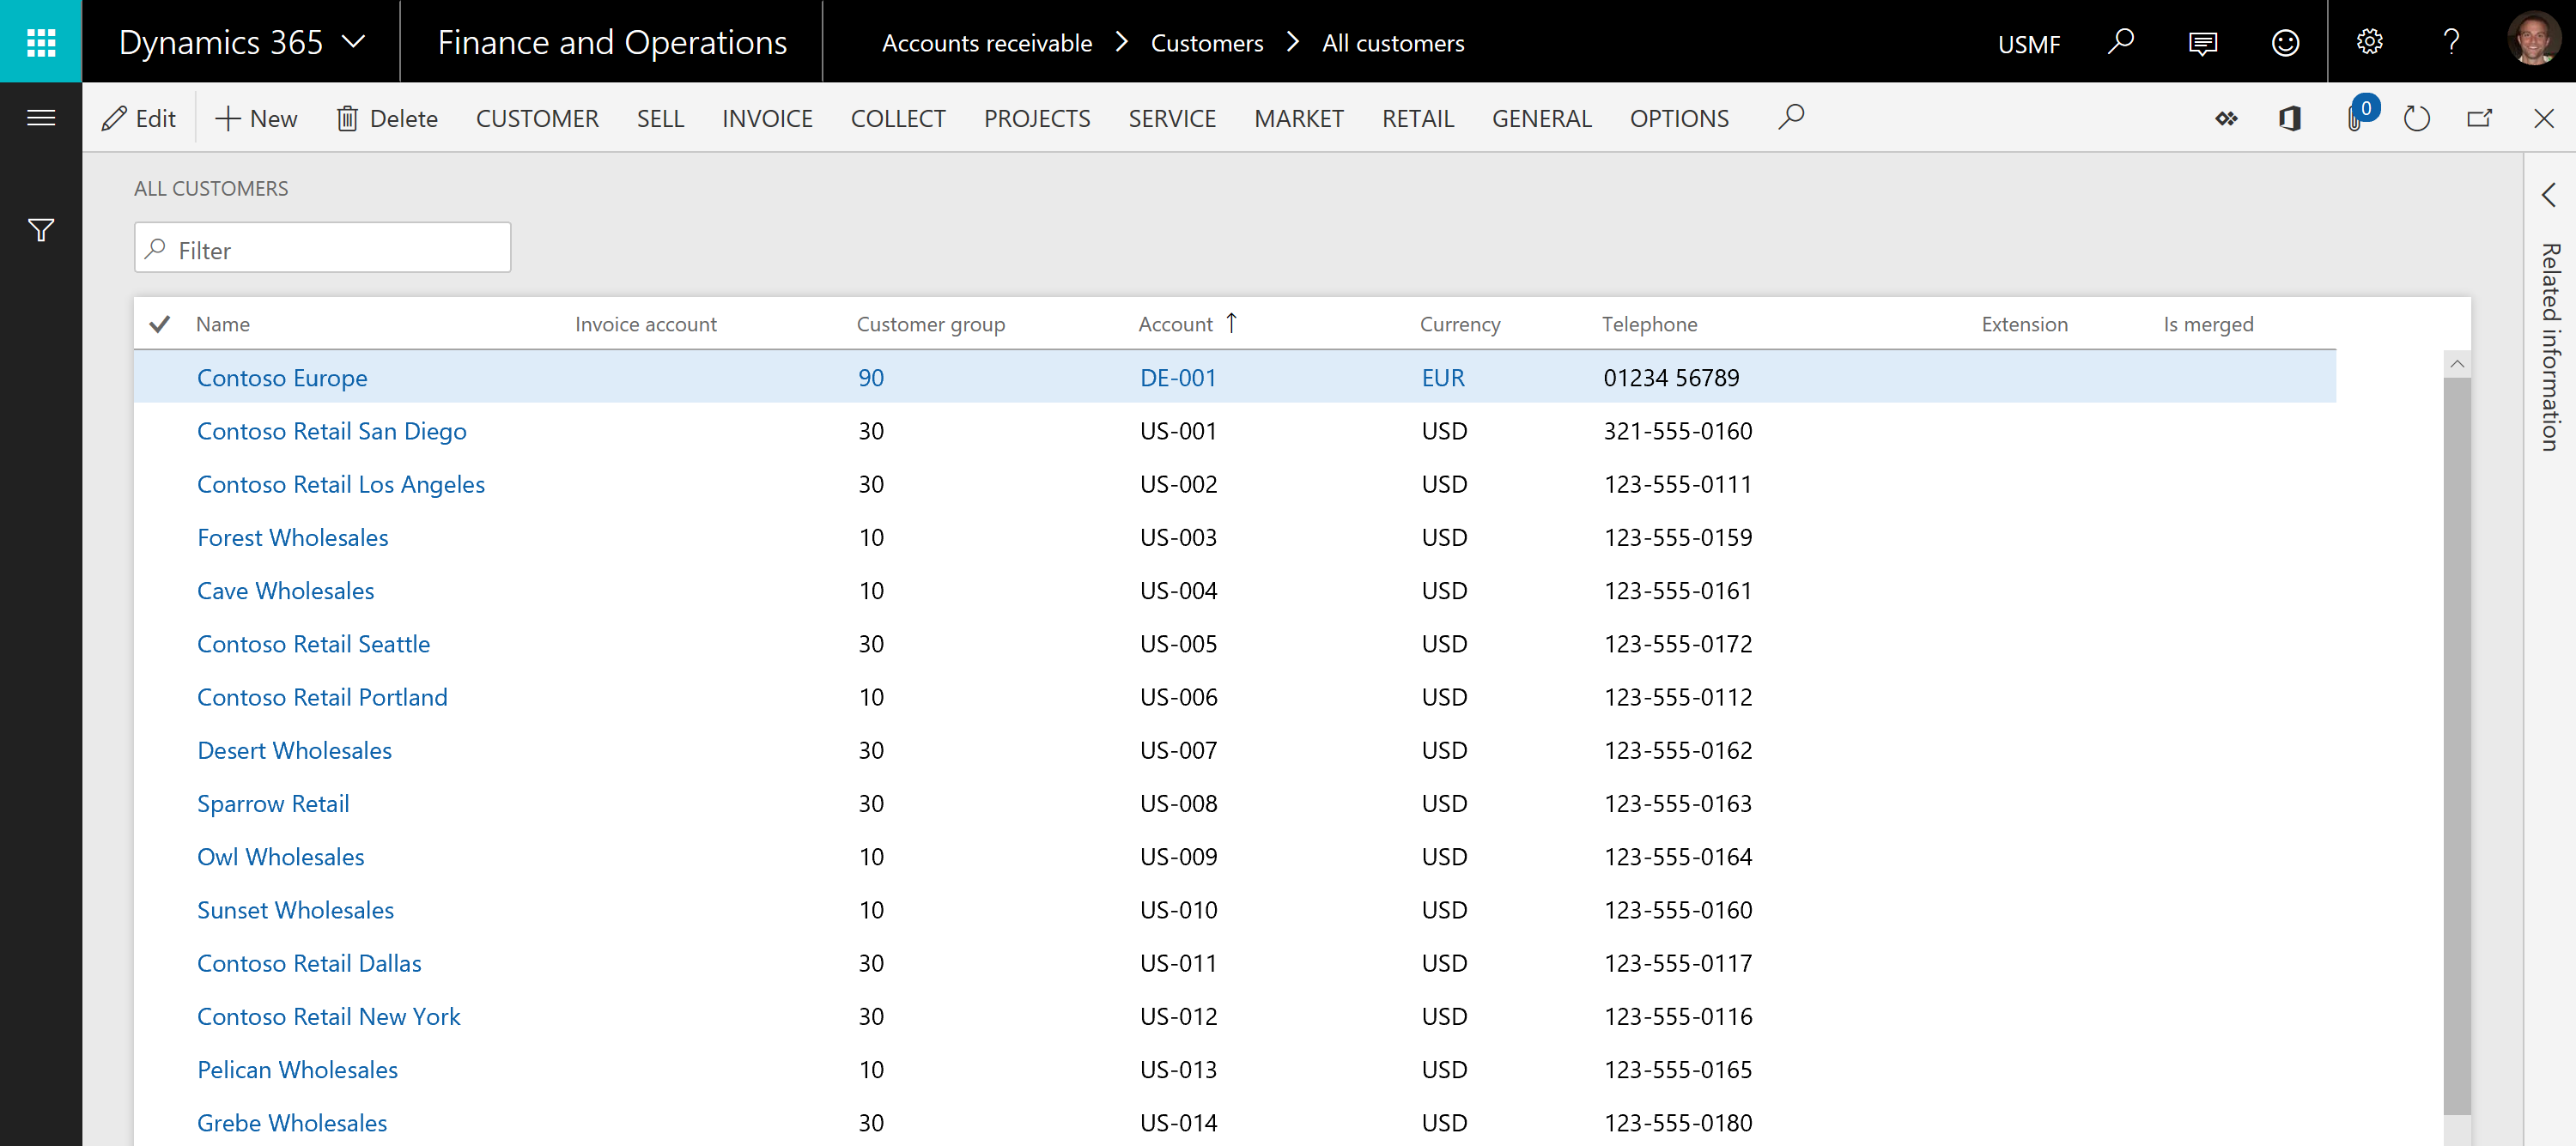 Dynamics 365 Finance and Operations Accounts receivable > Customers > All customers USMF ?
Edit New Delete CUSTOMER SELL INVOICE COLLECT PROJECTS SERVICE MARKET RETAIL GENERAL OPTIONS 0
ALL CUSTOMERS
Filter
Related information
Name Invoice account Customer group Account ↑ Currency Telephone Extension Is merged
Contoso Europe 90 DE-001 EUR 01234 56789
Contoso Retail San Diego 30 US-001 USD 321-555-0160
Contoso Retail Los Angeles 30 US-002 USD 123-555-0111
Forest Wholesales 10 US-003 USD 123-555-0159
Cave Wholesales 10 US-004 USD 123-555-0161
Contoso Retail Seattle 30 US-005 USD 123-555-0172
Contoso Retail Portland 10 US-006 USD 123-555-0112
Desert Wholesales 30 US-007 USD 123-555-0162
Sparrow Retail 30 US-008 USD 123-555-0163
Owl Wholesales 10 US-009 USD 123-555-0164
Sunset Wholesales 10 US-010 USD 123-555-0160
Contoso Retail Dallas 30 US-011 USD 123-555-0117
Contoso Retail New York 30 US-012 USD 123-555-0116
Pelican Wholesales 10 US-013 USD 123-555-0165
Grebe Wholesales 30 US-014 USD 123-555-0180